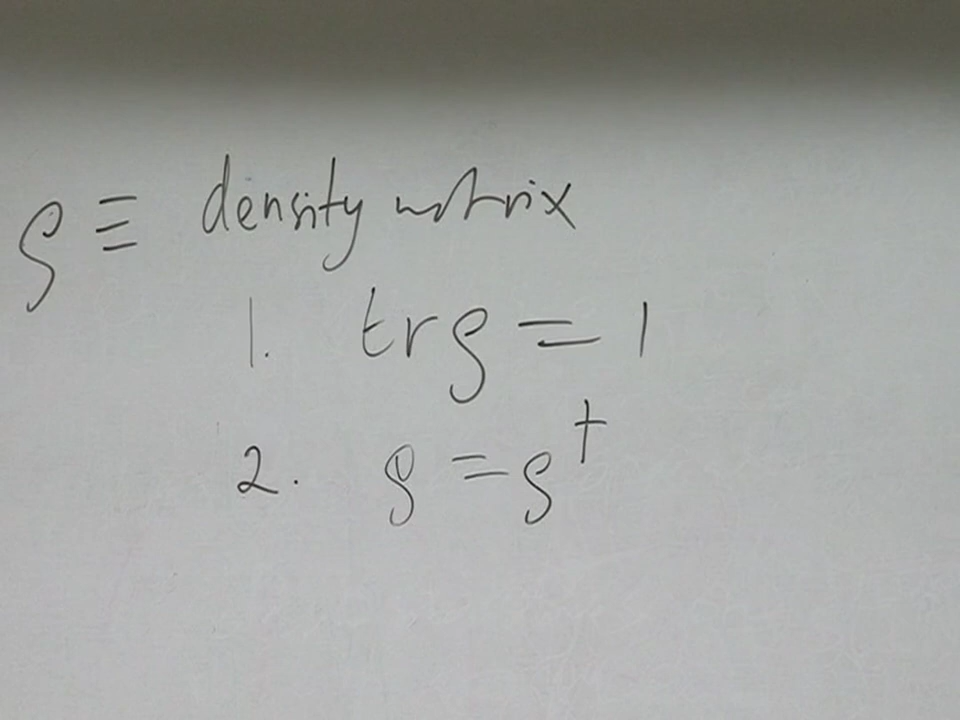 ρ ≡ density matrix
1. tr ρ = 1
2. ρ = ρ†